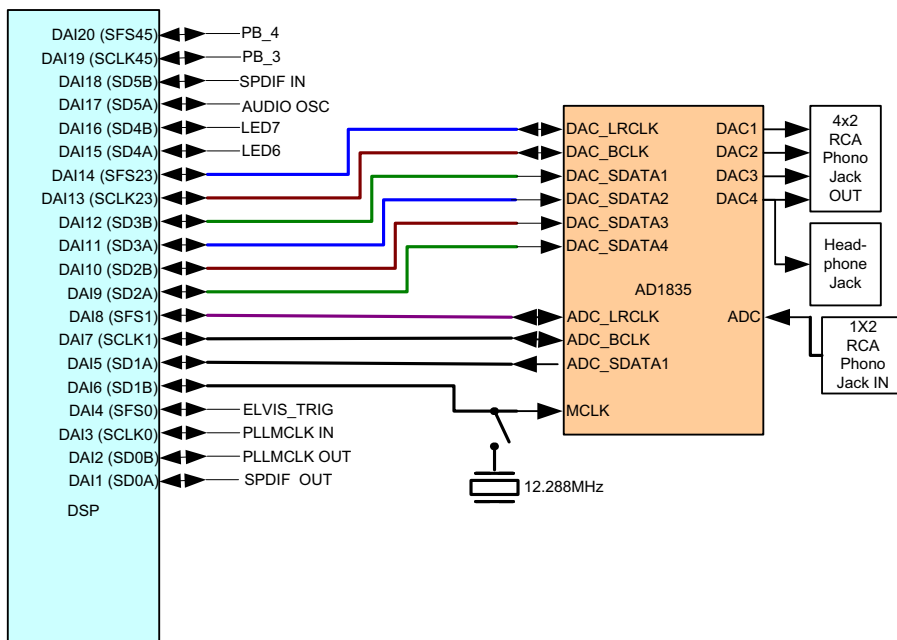 DAI20 (SFS45)
PB_4
DAI19 (SCLK45)
PB_3
DAI18 (SD5B)
SPDIF IN
DAI17 (SD5A)
AUDIO OSC
DAI16 (SD4B)
LED7
DAI15 (SD4A)
LED6
DAI14 (SFS23)
DAI13 (SCLK23)
DAI12 (SD3B)
DAI11 (SD3A)
DAI10 (SD2B)
DAI9 (SD2A)
DAI8 (SFS1)
DAI7 (SCLK1)
DAI5 (SD1A)
DAI6 (SD1B)
DAI4 (SFS0)
ELVIS_TRIG
DAI3 (SCLK0)
PLLMCLK IN
DAI2 (SD0B)
PLLMCLK OUT
DAI1 (SD0A)
SPDIF OUT
DSP
12.288MHz
DAC_LRCLK
DAC_BCLK
DAC_SDATA1
DAC_SDATA2
DAC_SDATA3
DAC_SDATA4
AD1835
ADC_LRCLK
ADC_BCLK
ADC_SDATA1
MCLK
DAC1
DAC2
DAC3
DAC4
ADC
4x2
RCA
Phono
Jack
OUT
Head-
phone
Jack
1X2
RCA
Phono
Jack IN